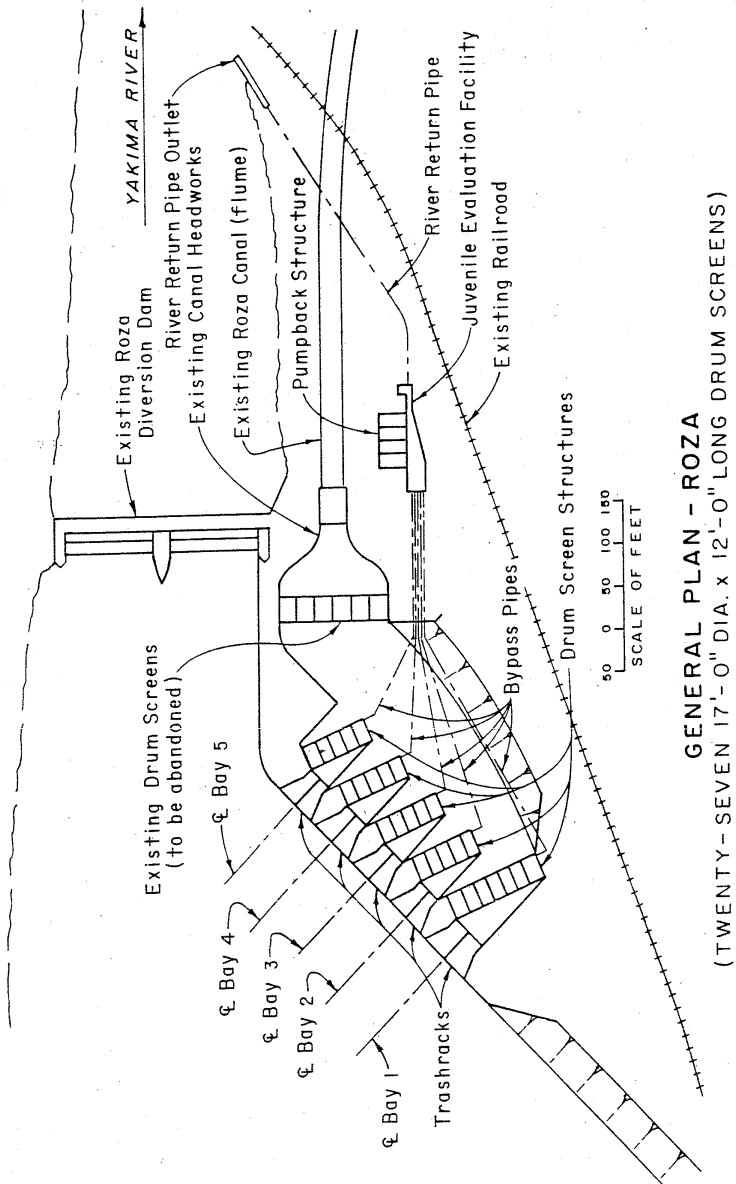 YAKIMA RIVER
Existing Roza
Diversion Dam
River Return Pipe Outlet
Existing Canal Headworks
Existing Roza Canal (flume)
Pumpback Structure
River Return Pipe
Juvenile Evaluation Facility
Existing Railroad
Existing Drum Screens
(to be abandoned)
℄ Bay 5
℄ Bay 4
℄ Bay 3
℄ Bay 2
℄ Bay 1
Trashracks
Bypass Pipes
Drum Screen Structures
50 0 50 100 150
SCALE OF FEET
GENERAL PLAN - ROZA
(TWENTY-SEVEN 17'-0" DIA. x 12'-0" LONG DRUM SCREENS)